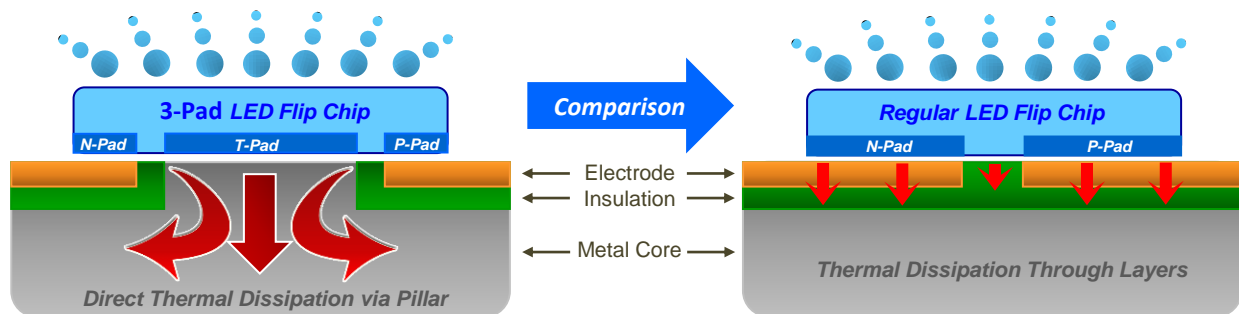 3-Pad LED Flip Chip
N-Pad
T-Pad
P-Pad
Direct Thermal Dissipation via Pillar
Comparison
Electrode
Insulation
Metal Core
Regular LED Flip Chip
N-Pad
P-Pad
Thermal Dissipation Through Layers